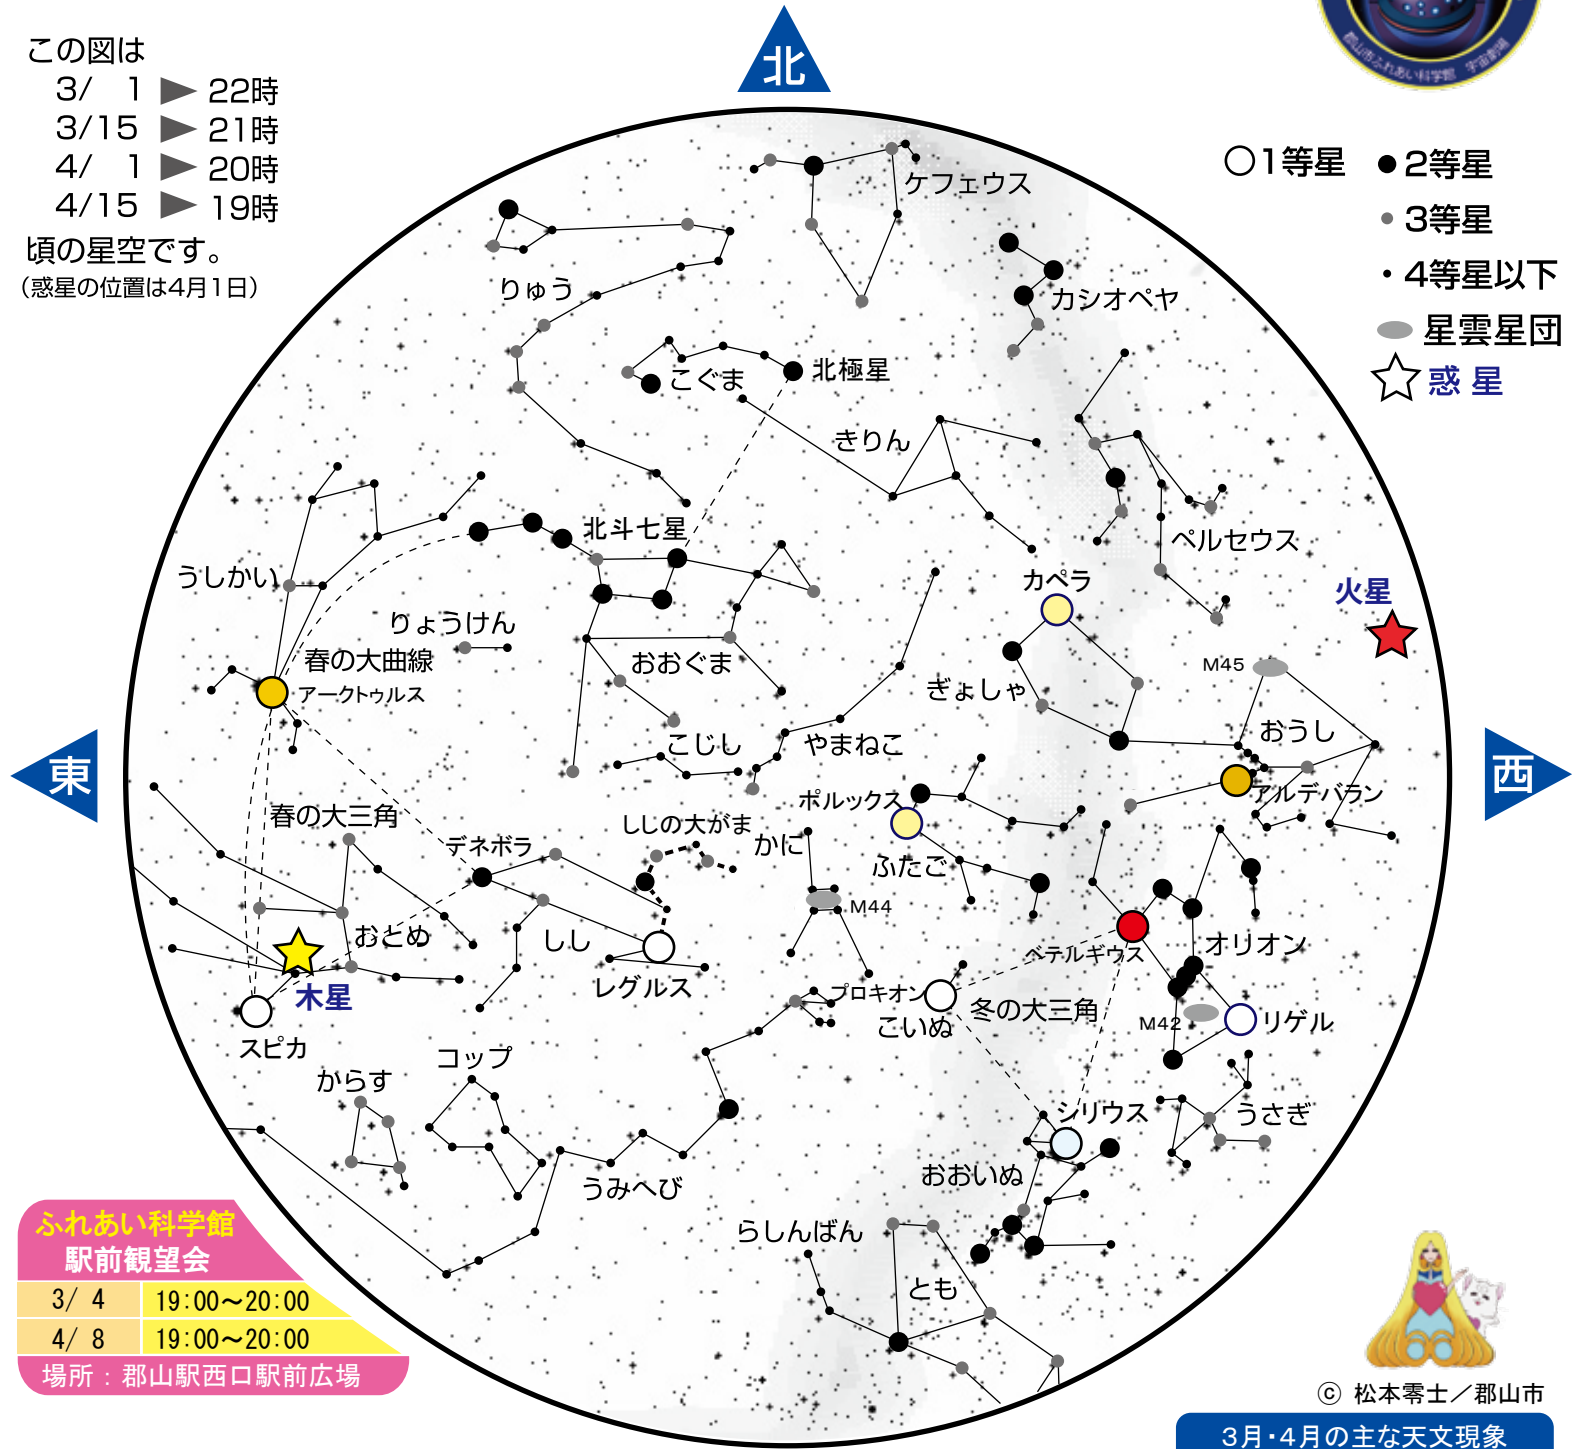 この図は
3/ 1 ▶ 22時
3/15 ▶ 21時
4/ 1 ▶ 20時
4/15 ▶ 19時
頃の星空です。
(惑星の位置は4月1日)
北
郡山市ふれあい科学館 宇宙劇場
○1等星 ●2等星
3等星
4等星以下
星雲星団
惑星
ケフェウス
りゅう
カシオペヤ
こぐま
北極星
きりん
北斗七星
ペルセウス
うしかい
カペラ
火星
りょうけん
春の大曲線
おおぐま
M45
アークトゥルス
ぎょしゃ
おうし
こじし
やまねこ
東
西
ポルックス
アルデバラン
春の大三角
デネボラ
ししの大がま
かに
ふたご
M44
おとめ
しし
オリオン
ベテルギウス
木星
レグルス
プロキオン
冬の大三角
こいぬ
M42
リゲル
スピカ
コップ
からす
シリウス
うさぎ
おおいぬ
うみへび
らしんばん
とも
ふれあい科学館
駅前観望会
3/ 4 19:00~20:00
4/ 8 19:00~20:00
場所：郡山駅西口駅前広場
© 松本零士／郡山市
3月・4月の主な天文現象